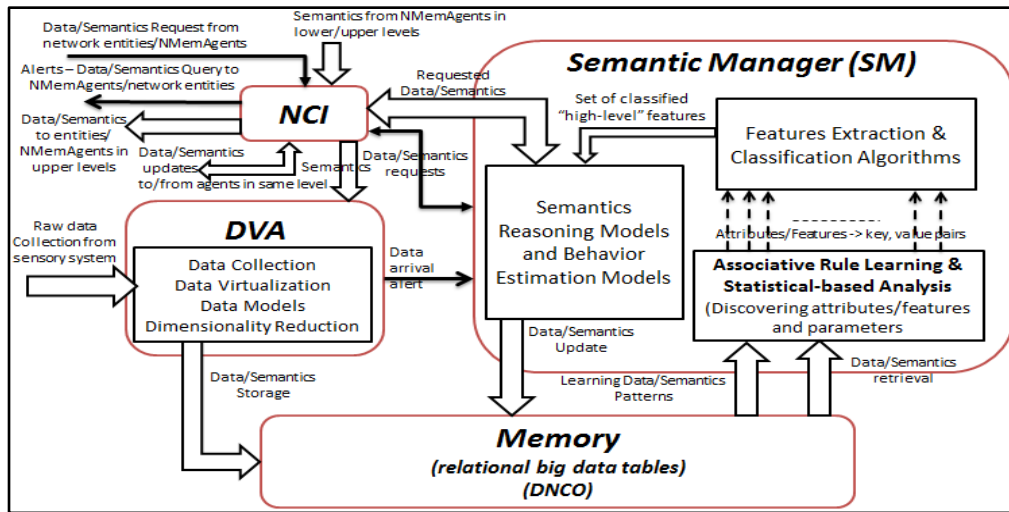 Data/Semantics Request from
network entities/NMemAgents
Semantics from NMemAgents in
lower/upper levels
Alerts – Data/Semantics Query to
NMemAgents/network entities
NCI
Data/Semantics
to entities/
NMemAgents in
upper levels
Data/Semantics
updates
to/from agents in same level
Semantics
Data/Semantics
requests
Requested
Data/Semantics
Semantic Manager (SM)
Set of classified
“high-level” features
Features Extraction &
Classification Algorithms
Semantics
Reasoning Models
and Behavior
Estimation Models
Attributes/Features -> key, value pairs
Associative Rule Learning &
Statistical-based Analysis
(Discovering attributes/features
and parameters
Raw data
Collection from
sensory system
DVA
Data Collection
Data Virtualization
Data Models
Dimensionality Reduction
Data
arrival
alert
Data/Semantics
Storage
Data/Semantics
Update
Learning Data/Semantics
Patterns
Data/Semantics
retrieval
Memory
(relational big data tables)
(DNCO)